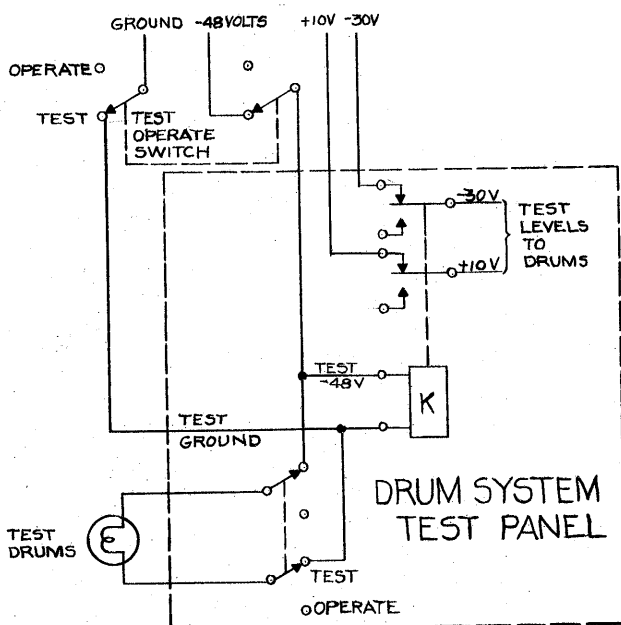 GROUND -48VOLTS +10V -30V
OPERATE
TEST
TEST
OPERATE
SWITCH
-30V
TEST
LEVELS
TO
DRUMS
+10V
TEST
-48V
K
TEST
GROUND
DRUM SYSTEM
TEST PANEL
TEST
DRUMS
TEST
OPERATE